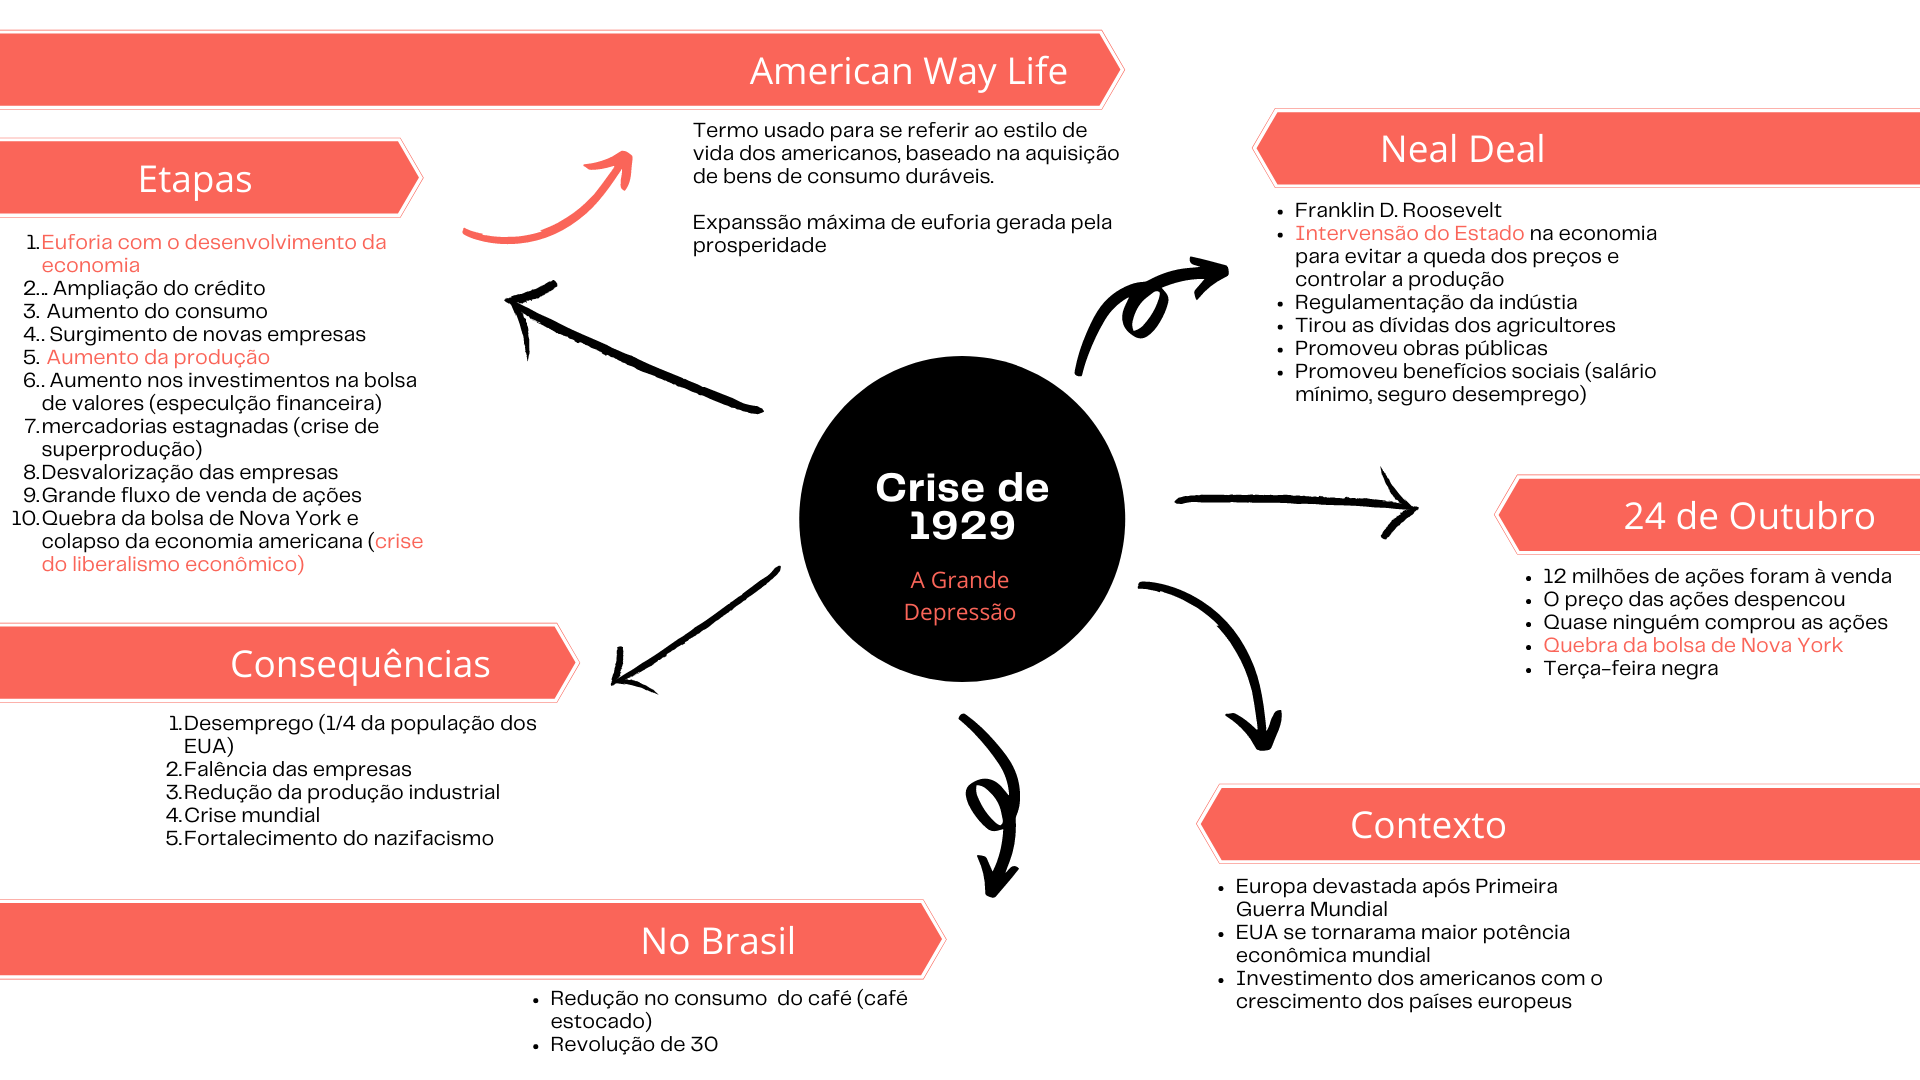 American Way Life
Termo usado para se referir ao estilo de
vida dos americanos, baseado na aquisição
de bens de consumo duráveis.
Expanssão máxima de euforia gerada pela
prosperidade
Etapas
1.Euforia com o desenvolvimento da
economia
2... Ampliação do crédito
3. Aumento do consumo
4.. Surgimento de novas empresas
5. Aumento da produção
6.. Aumento nos investimentos na bolsa
de valores (especulção financeira)
7.mercadorias estagnadas (crise de
superprodução)
8.Desvalorização das empresas
9.Grande fluxo de venda de ações
10.Quebra da bolsa de Nova York e
colapso da economia americana (crise
do liberalismo econômico)
Neal Deal
• Franklin D. Roosevelt
• Intervensão do Estado na economia
para evitar a queda dos preços e
controlar a produção
• Regulamentação da indústia
• Tirou as dívidas dos agricultores
• Promoveu obras públicas
• Promoveu benefícios sociais (salário
mínimo, seguro desemprego)
Crise de
1929
A Grande
Depressão
24 de Outubro
• 12 milhões de ações foram à venda
• O preço das ações despencou
• Quase ninguém comprou as ações
• Quebra da bolsa de Nova York
• Terça-feira negra
Consequências
1.Desemprego (1/4 da população dos
EUA)
2.Falência das empresas
3.Redução da produção industrial
4.Crise mundial
5.Fortalecimento do nazifacismo
Contexto
• Europa devastada após Primeira
Guerra Mundial
• EUA se tornarama maior potência
econômica mundial
• Investimento dos americanos com o
crescimento dos países europeus
No Brasil
• Redução no consumo  do café (café
estocado)
• Revolução de 30